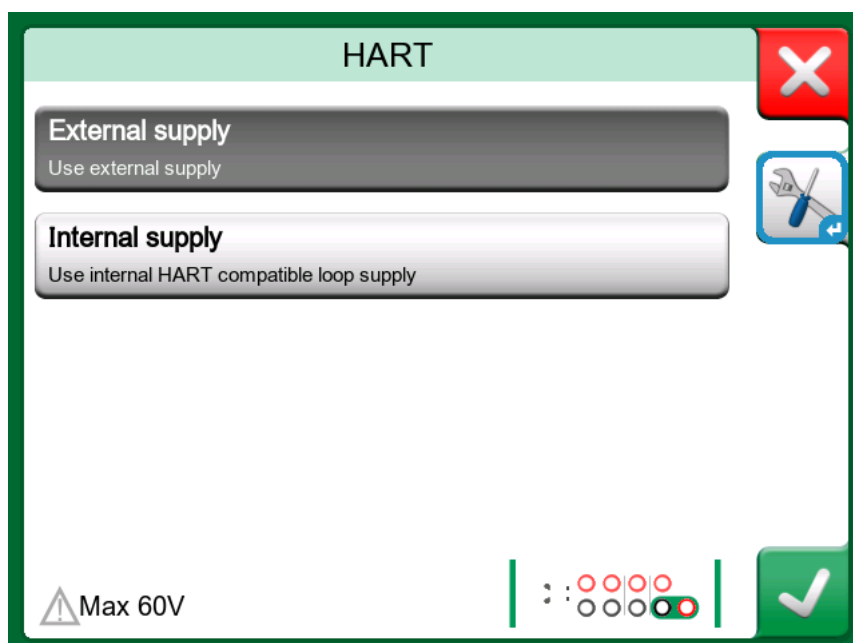 HART
External supply
Use external supply
Internal supply
Use internal HART compatible loop supply
Max 60V